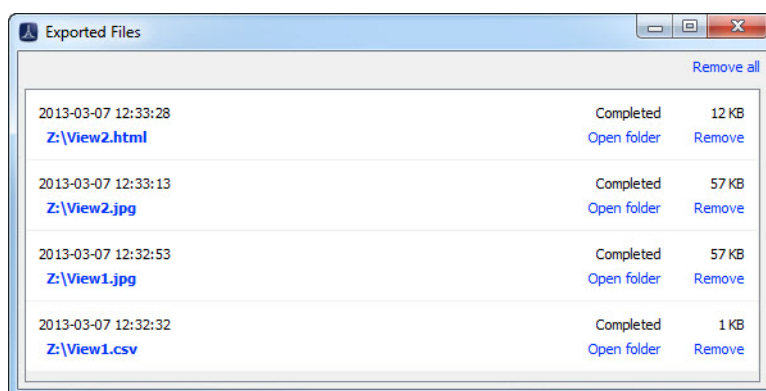 Exported Files
Remove all
2013-03-07 12:33:28 Completed 12 KB
Z:\View2.html Open folder Remove
2013-03-07 12:33:13 Completed 57 KB
Z:\View2.jpg Open folder Remove
2013-03-07 12:32:53 Completed 57 KB
Z:\View1.jpg Open folder Remove
2013-03-07 12:32:32 Completed 1 KB
Z:\View1.csv Open folder Remove